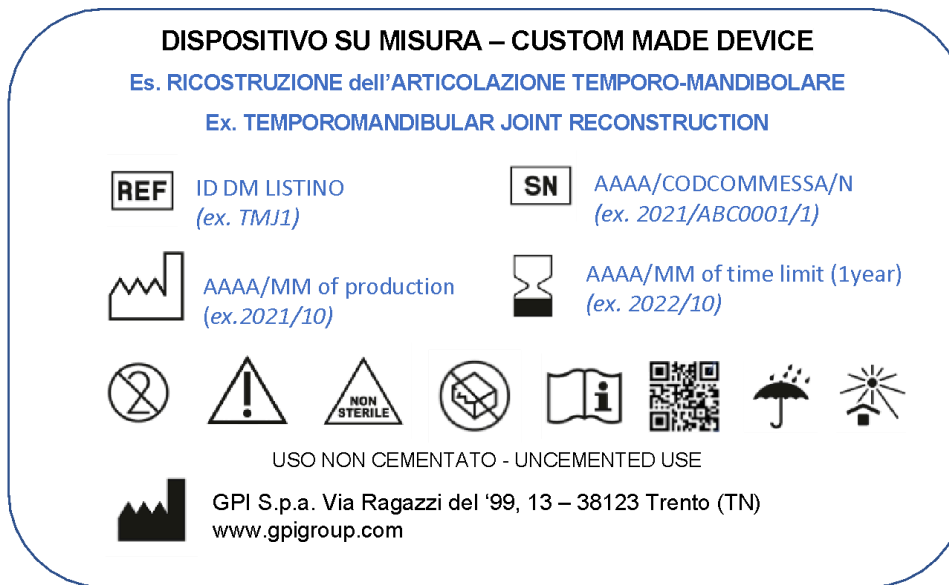 DISPOSITIVO SU MISURA – CUSTOM MADE DEVICE
Es. RICOSTRUZIONE dell'ARTICOLAZIONE TEMPORO-MANDIBOLARE
Ex. TEMPOROMANDIBULAR JOINT RECONSTRUCTION
REF ID DM LISTINO
(ex. TMJ1)
SN AAAA/CODCOMMESSA/N
(ex. 2021/ABC0001/1)
AAAA/MM of production
(ex.2021/10)
AAAA/MM of time limit (1year)
(ex. 2022/10)
2
!
NON
STERILE
i
USO NON CEMENTATO - UNCEMENTED USE
GPI S.p.a. Via Ragazzi del '99, 13 – 38123 Trento (TN)
www.gpigroup.com